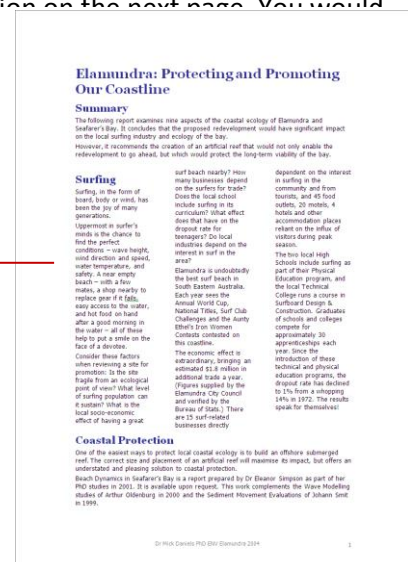 tion on the next page. You would
Elamundra: Protecting and Promoting
Our Coastline
Summary
The following report examines nine aspects of the coastal ecology of Elamundra and
Seafarer's Bay. It concludes that the proposed redevelopment would have significant impact
on the local surfing industry and ecology of the bay.
However, it recommends the creation of an artificial reef that would not only enable the
redevelopment to go ahead, but which would protect the long-term viability of the bay.
Surfing
Surfing, in the form of
board, body or wind, has
been the joy of many
generations.
Uppermost in surfer's
minds is the chance to
find the perfect
conditions – wave height,
wind direction and speed,
water temperature, and
safety. A near empty
beach – with a few
mates, a shop nearby to
replace gear if it fails,
easy access to the water,
and hot food on hand
after a good morning in
the water – all of these
help to put a smile on the
face of a devotee.
Consider these factors
when reviewing a site for
promotion: Is the site
fragile from an ecological
point of view? What level
of surfing population can
it sustain? What is the
local socio-economic
effect of having a great
surf beach nearby? How
many businesses depend
on the surfers for trade?
Does the local school
include surfing in its
curriculum? What effect
does that have on the
dropout rate for
teenagers? Do local
industries depend on the
interest in surf in the
area?
Elamundra is undoubtedly
the best surf beach in
South Eastern Australia.
Each year sees the
Annual World Cup,
National Titles, Surf Club
Challenges and the Aunty
Ethel's Iron Women
Contests contested on
this coastline.
The economic effect is
extraordinary, bringing an
estimated $1.8 million in
additional trade a year.
(Figures supplied by the
Elamundra City Council
and verified by the
Bureau of Stats.) There
are 15 surf-related
businesses directly
dependent on the interest
in surfing in the
community and from
tourists, and 45 food
outlets, 20 motels, 4
hotels and other
accommodation places
reliant on the influx of
visitors during peak
season.
The two local High
Schools include surfing as
part of their Physical
Education program, and
the local Technical
College runs a course in
Surfboard Design &
Construction. Graduates
of schools and colleges
compete for
approximately 30
apprenticeships each
year. Since the
introduction of these
technical and physical
education programs, the
dropout rate has declined
to 1% from a whopping
14% in 1972. The results
speak for themselves!
Coastal Protection
One of the easiest ways to protect local coastal ecology is to build an offshore submerged
reef. The correct size and placement of an artificial reef will maximise its impact, but offers an
understated and pleasing solution to coastal protection.
Beach Dynamics in Seafarer's Bay is a report prepared by Dr Eleanor Simpson as part of her
PhD studies in 2001. It is available upon request. This work complements the Wave Modelling
studies of Arthur Oldenburg in 2000 and the Sediment Movement Evaluations of Johann Smit
in 1999.
Dr Mick Daniels PhD ENV Elamundra 2004 1